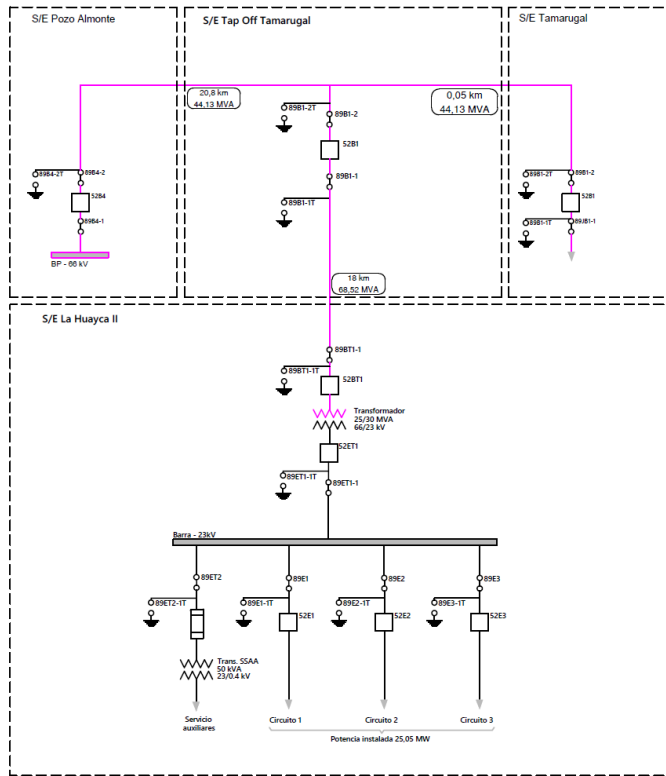 S/E Pozo Almonte
S/E Tap Off Tamarugal
S/E Tamarugal
20,8 km
44,13 MVA
0,05 km
44,13 MVA
89B1-2T
89B1-2
52B1
89B1-1
89B1-1T
89B4-2T
89B4-2
52B4
89B4-1
BP - 66 kV
89B1-2T
89B1-2
52B1
89B1-1T
89JB1-1
18 km
68,52 MVA
S/E La Huayca II
89BT1-1
89BT1-1T
52BT1
Transformador
25/30 MVA
66/23 kV
52ET1
89ET1-1T
89ET1-1
Barra - 23kV
89ET2
89E1
89E2
89E3
89ET2-1T
89E1-1T
89E2-1T
89E3-1T
52E1
52E2
52E3
Trans. SSAA
50 kVA
23/0.4 kV
Servicio
auxiliares
Circuito 1
Circuito 2
Circuito 3
Potencia instalada 25,05 MW